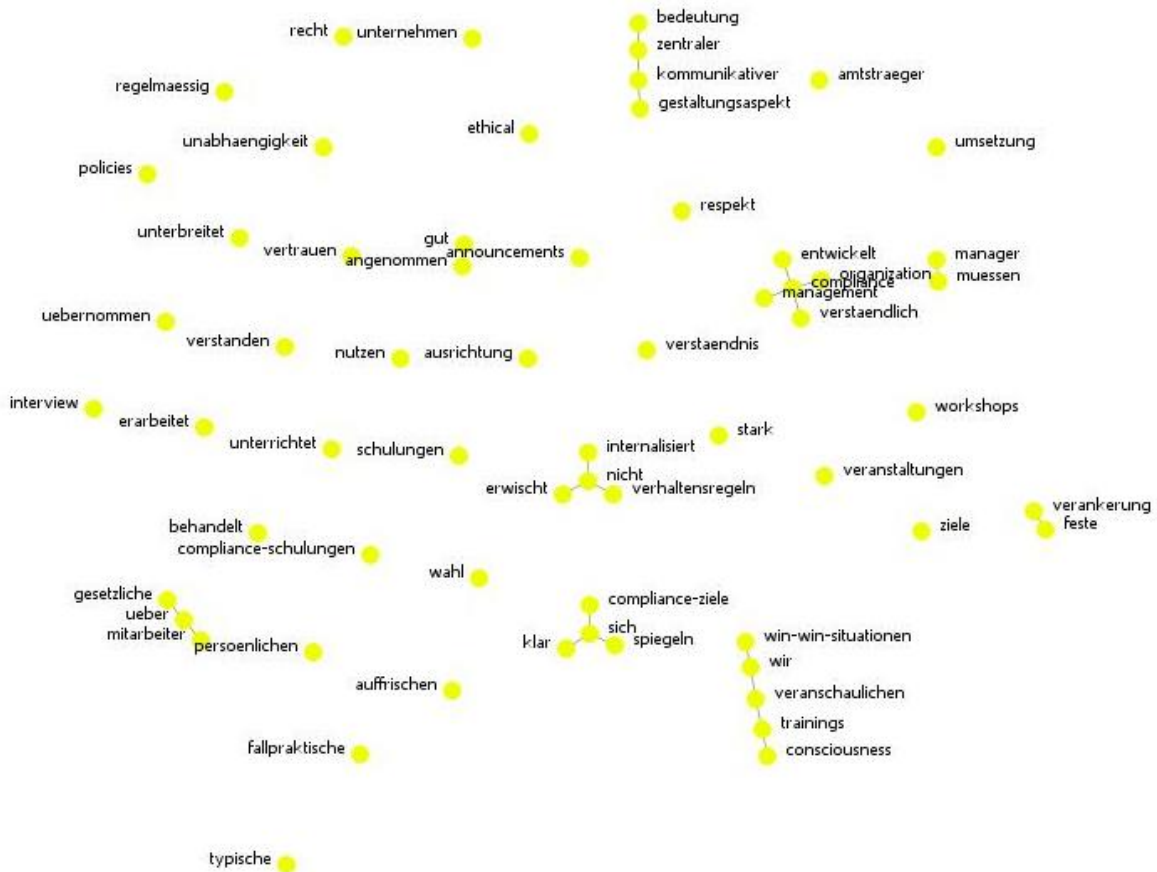 bedeutung
recht
unternehmen
zentraler
kommunikativer
amtstraeger
regelmaessig
gestaltungsaspekt
ethical
unabhaengigkeit
umsetzung
policies
respekt
unterbreitet
gut
vertrauen
announcements
angenommen
entwickelt
manager
organization
compliance
muessen
management
verstaendlich
uebernommen
verstanden
nutzen
ausrichtung
verstaendnis
interview
workshops
erarbeitet
stark
unterrichtet
schulungen
internalisiert
nicht
veranstaltungen
erwischt
verhaltensregeln
verankerung
feste
behandelt
ziele
compliance-schulungen
wahl
gesetzliche
compliance-ziele
ueber
mitarbeiter
sich
persoenlichen
klar
spiegeln
win-win-situationen
wir
auffrischen
veranschaulichen
trainings
fallpraktische
consciousness
typische